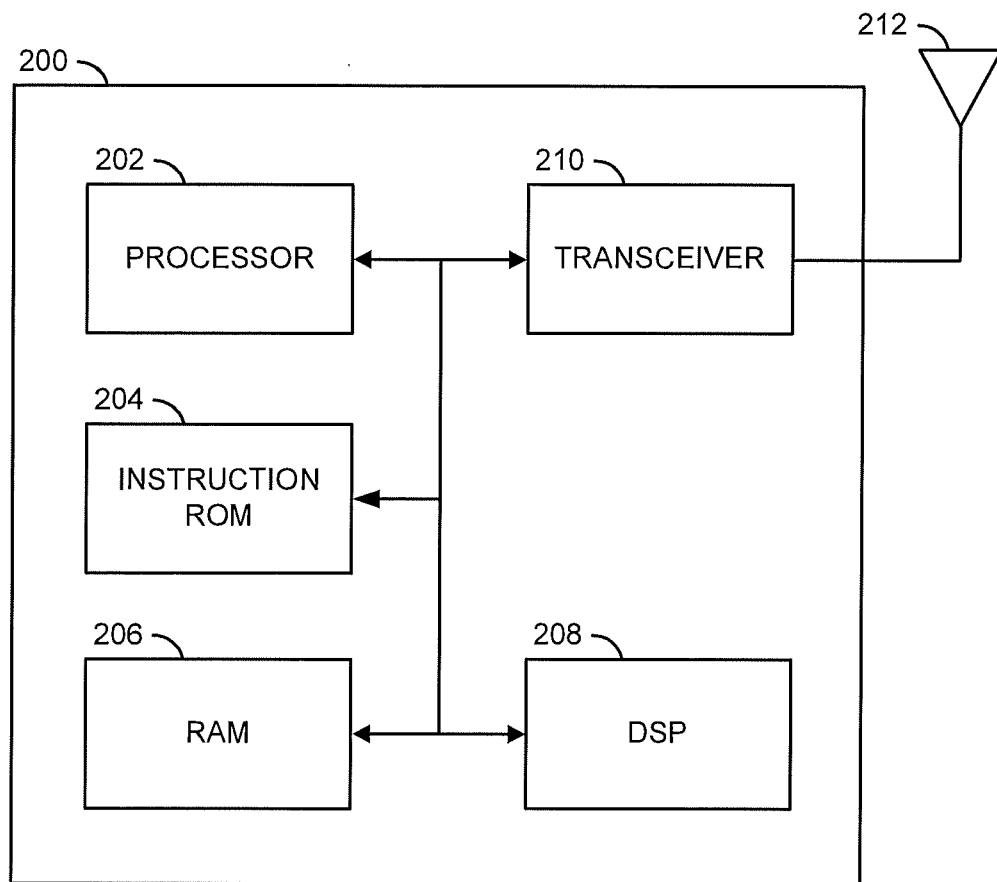 212
200
202
210
PROCESSOR
TRANSCEIVER
204
INSTRUCTION
ROM
206
208
RAM
DSP